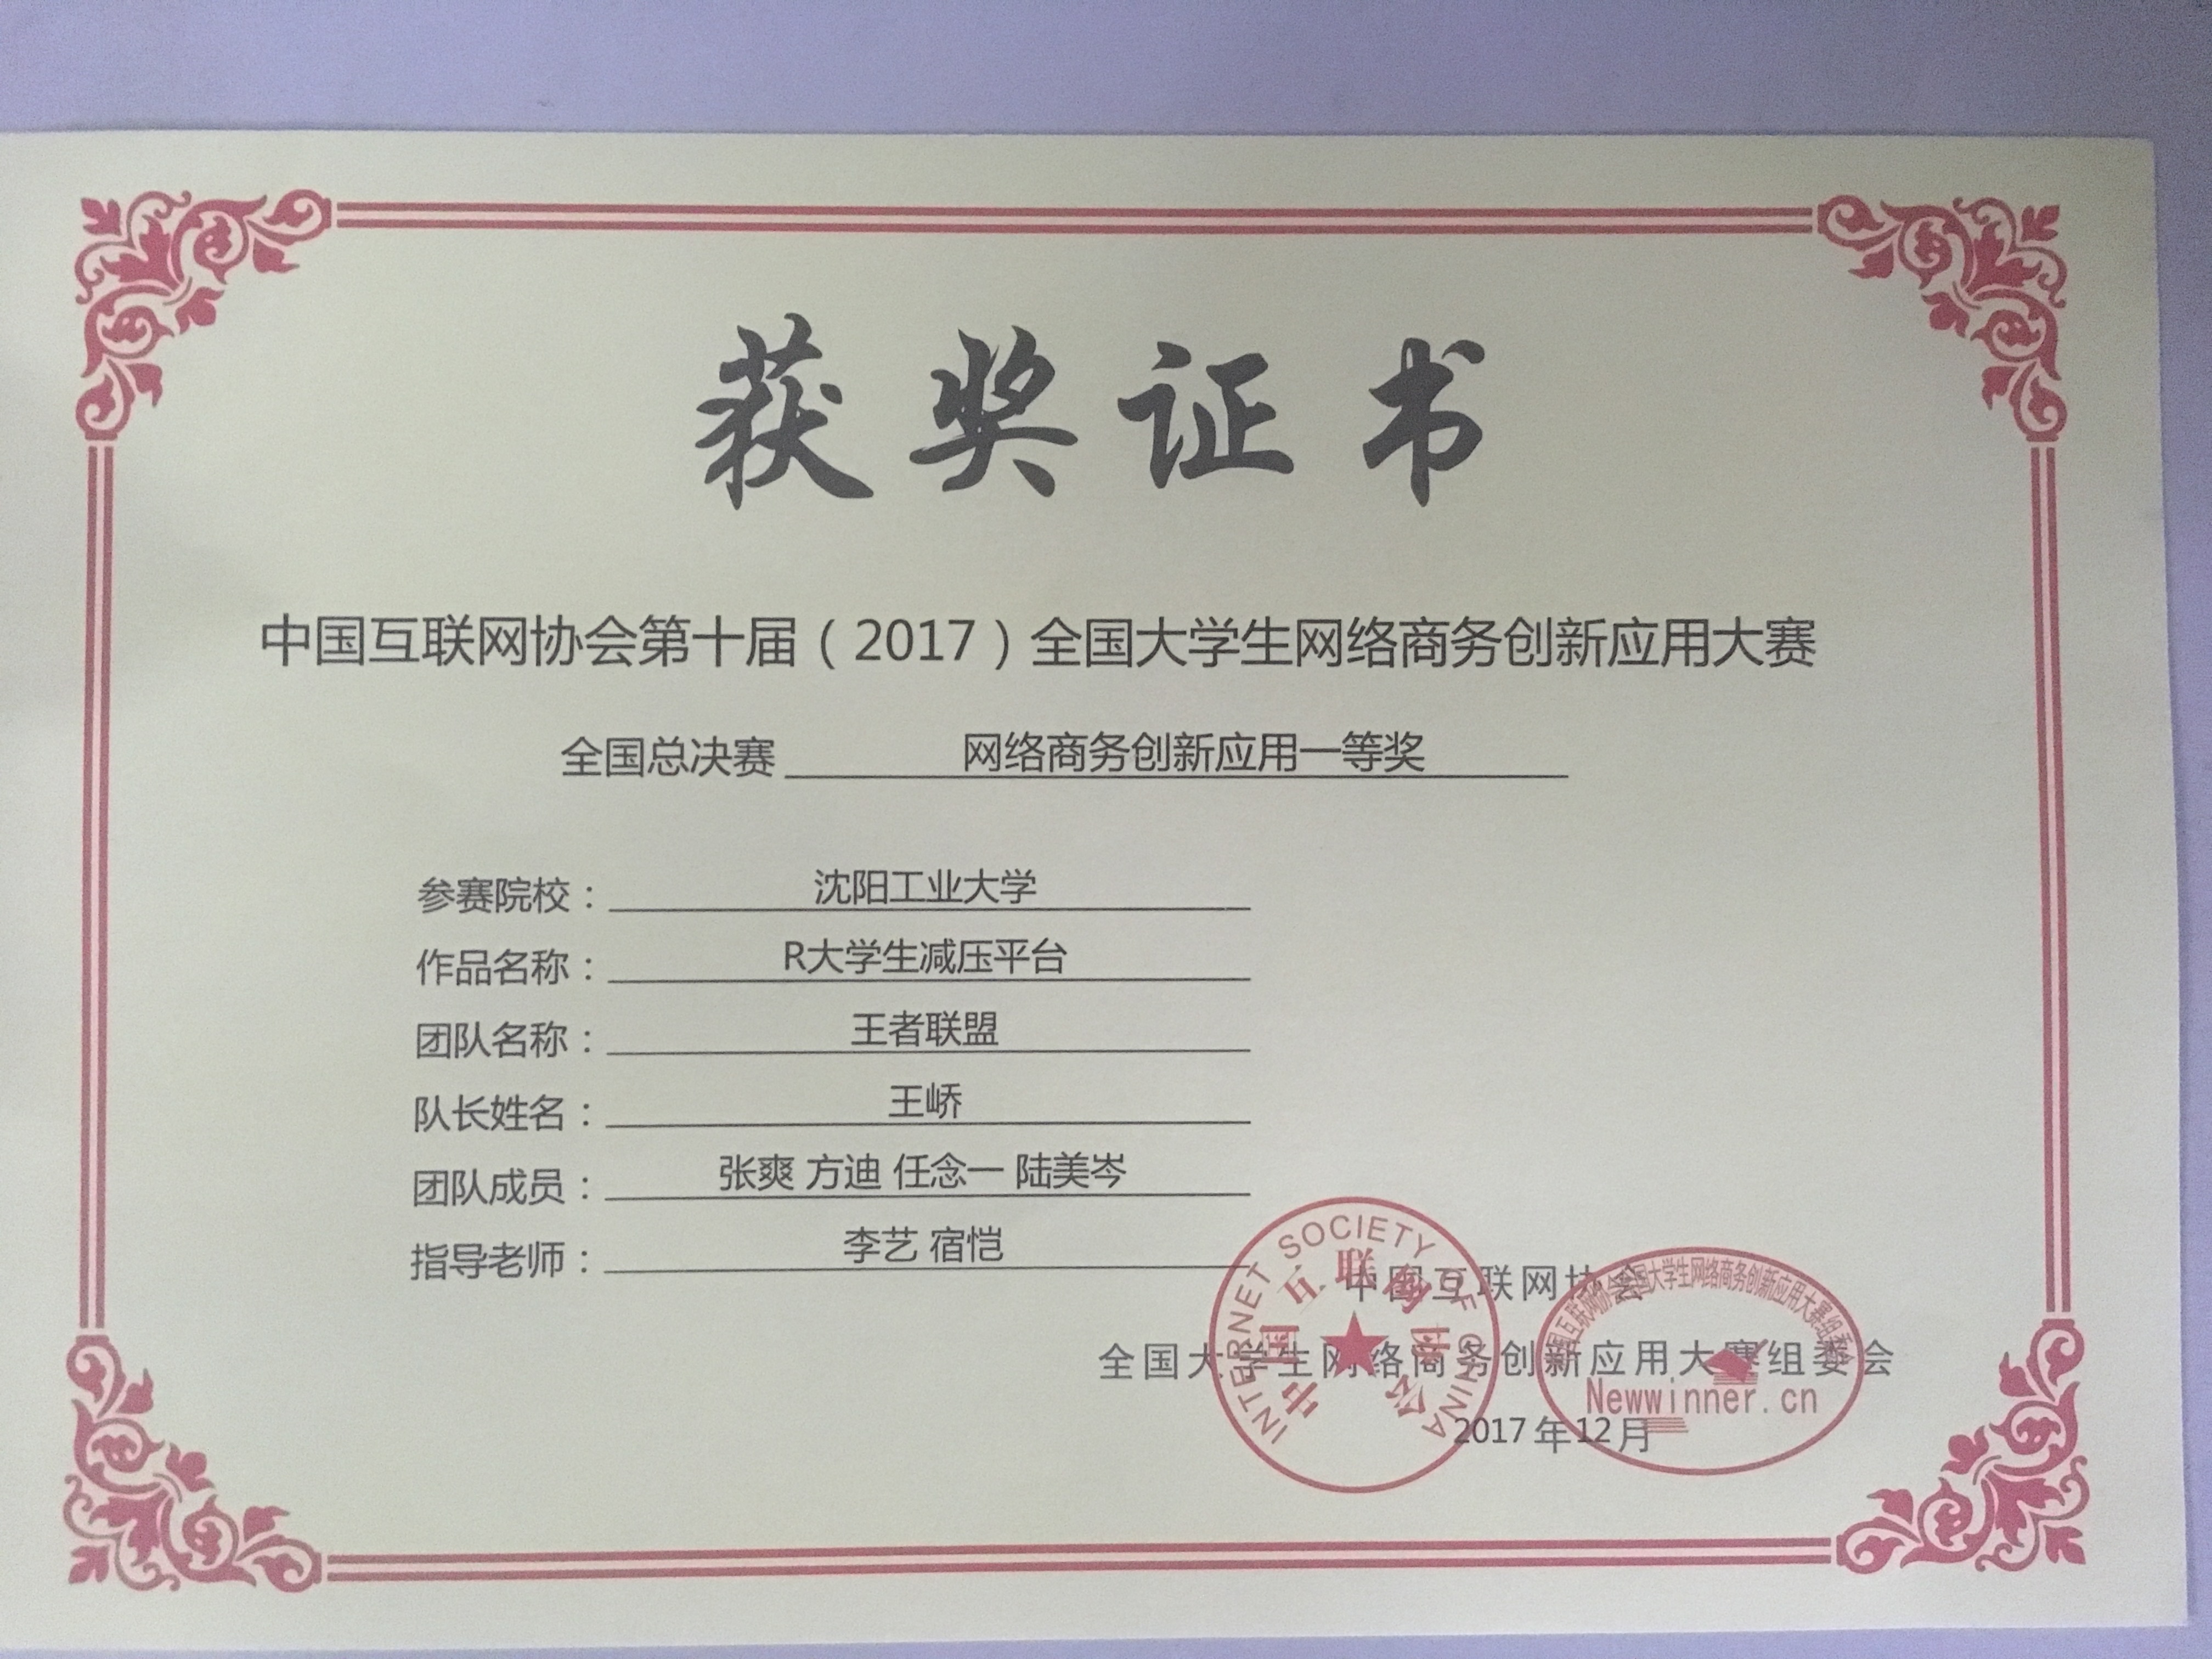 获奖证书
中国互联网协会第十届（2017）全国大学生网络商务创新应用大赛
全国总决赛 网络商务创新应用一等奖
参赛院校： 沈阳工业大学
作品名称： R大学生减压平台
团队名称： 王者联盟
队长姓名： 王峤
团队成员： 张爽 方迪 任念一 陆美岑
指导老师： 李艺 宿恺
中国互联网协会
全国大学生网络商务创新应用大赛组委会
2017年12月
INTERNET SOCIETY OF CHINA
中国互联网协会
中国互联网协会全国大学生网络商务创新应用大赛组委会
Newwinner.cn